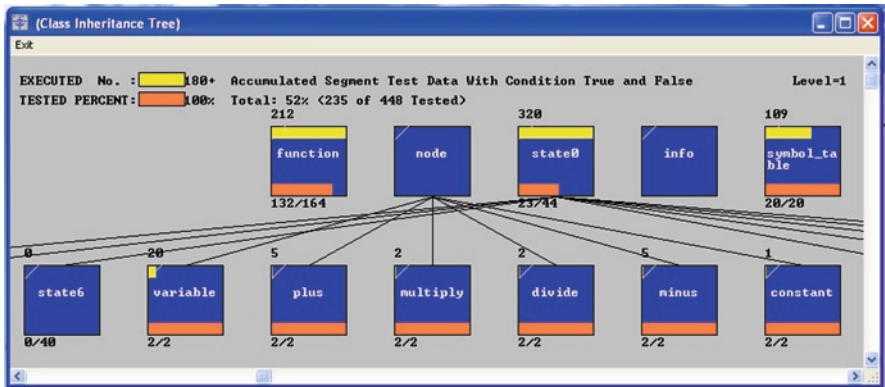 (Class Inheritance Tree)
Exit
EXECUTED No. : 180+ Accumulated Segment Test Data With Condition True and False Level=1
TESTED PERCENT: 100% Total: 52% (235 of 448 Tested)
212 320 109
function node state0 info symbol_ta
ble
132/164 23/44 20/20
0 20 5 2 2 5 1
state6 variable plus multiply divide minus constant
0/40 2/2 2/2 2/2 2/2 2/2 2/2